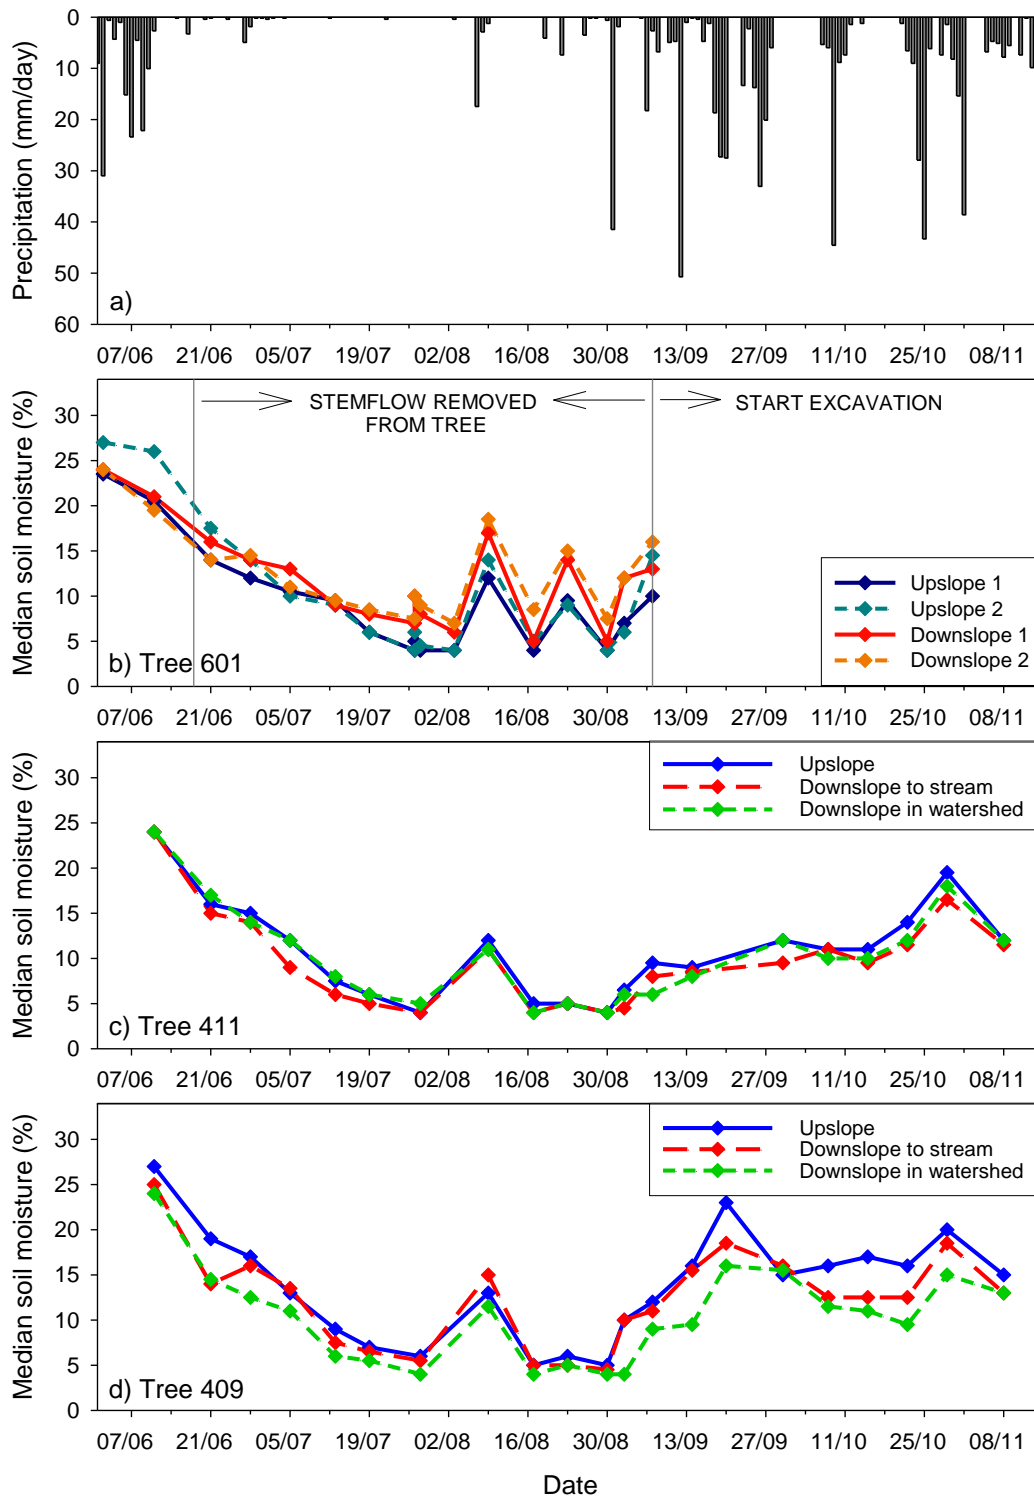 Precipitation (mm/day)
0
10
20
30
40
50
60
a)
07/06 21/06 05/07 19/07 02/08 16/08 30/08 13/09 27/09 11/10 25/10 08/11
Median soil moisture (%)
30
25
20
15
10
5
0
STEMFLOW REMOVED
FROM TREE
START EXCAVATION
Upslope 1
Upslope 2
Downslope 1
Downslope 2
b) Tree 601
07/06 21/06 05/07 19/07 02/08 16/08 30/08 13/09 27/09 11/10 25/10 08/11
Median soil moisture (%)
30
25
20
15
10
5
0
Upslope
Downslope to stream
Downslope in watershed
c) Tree 411
07/06 21/06 05/07 19/07 02/08 16/08 30/08 13/09 27/09 11/10 25/10 08/11
Median soil moisture (%)
30
25
20
15
10
5
0
Upslope
Downslope to stream
Downslope in watershed
d) Tree 409
07/06 21/06 05/07 19/07 02/08 16/08 30/08 13/09 27/09 11/10 25/10 08/11
Date